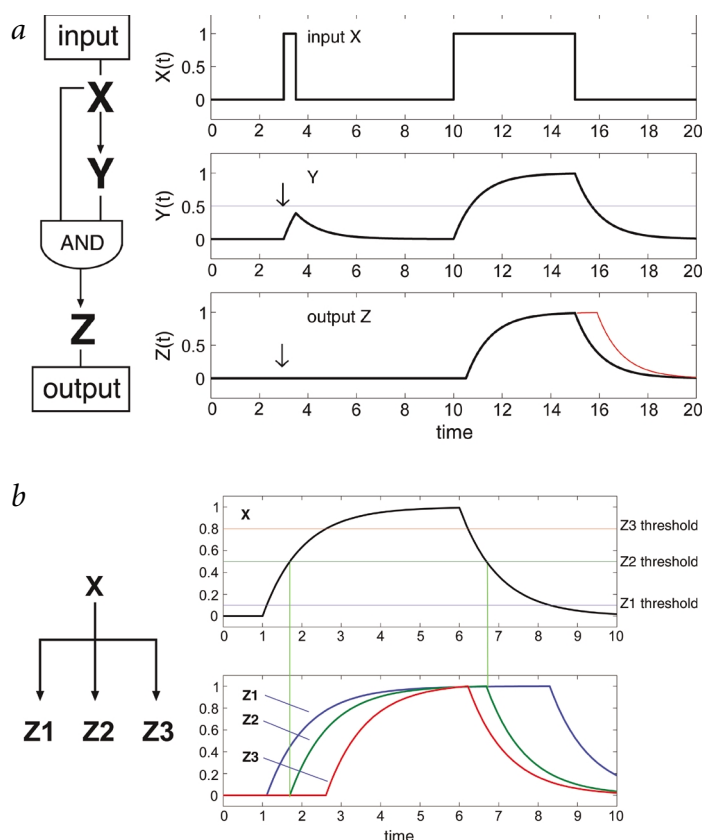 a
input
X
Y
AND
Z
output
input X
X(t)
1
0.5
0
0 2 4 6 8 10 12 14 16 18 20
Y
Y(t)
1
0.5
0
0 2 4 6 8 10 12 14 16 18 20
output Z
Z(t)
1
0.5
0
0 2 4 6 8 10 12 14 16 18 20
time
b
X
Z1 Z2 Z3
X
1
0.8
0.6
0.4
0.2
0
Z3 threshold
Z2 threshold
Z1 threshold
0 1 2 3 4 5 6 7 8 9 10
1
0.8
0.6
0.4
0.2
0
Z1
Z2
Z3
0 1 2 3 4 5 6 7 8 9 10
time